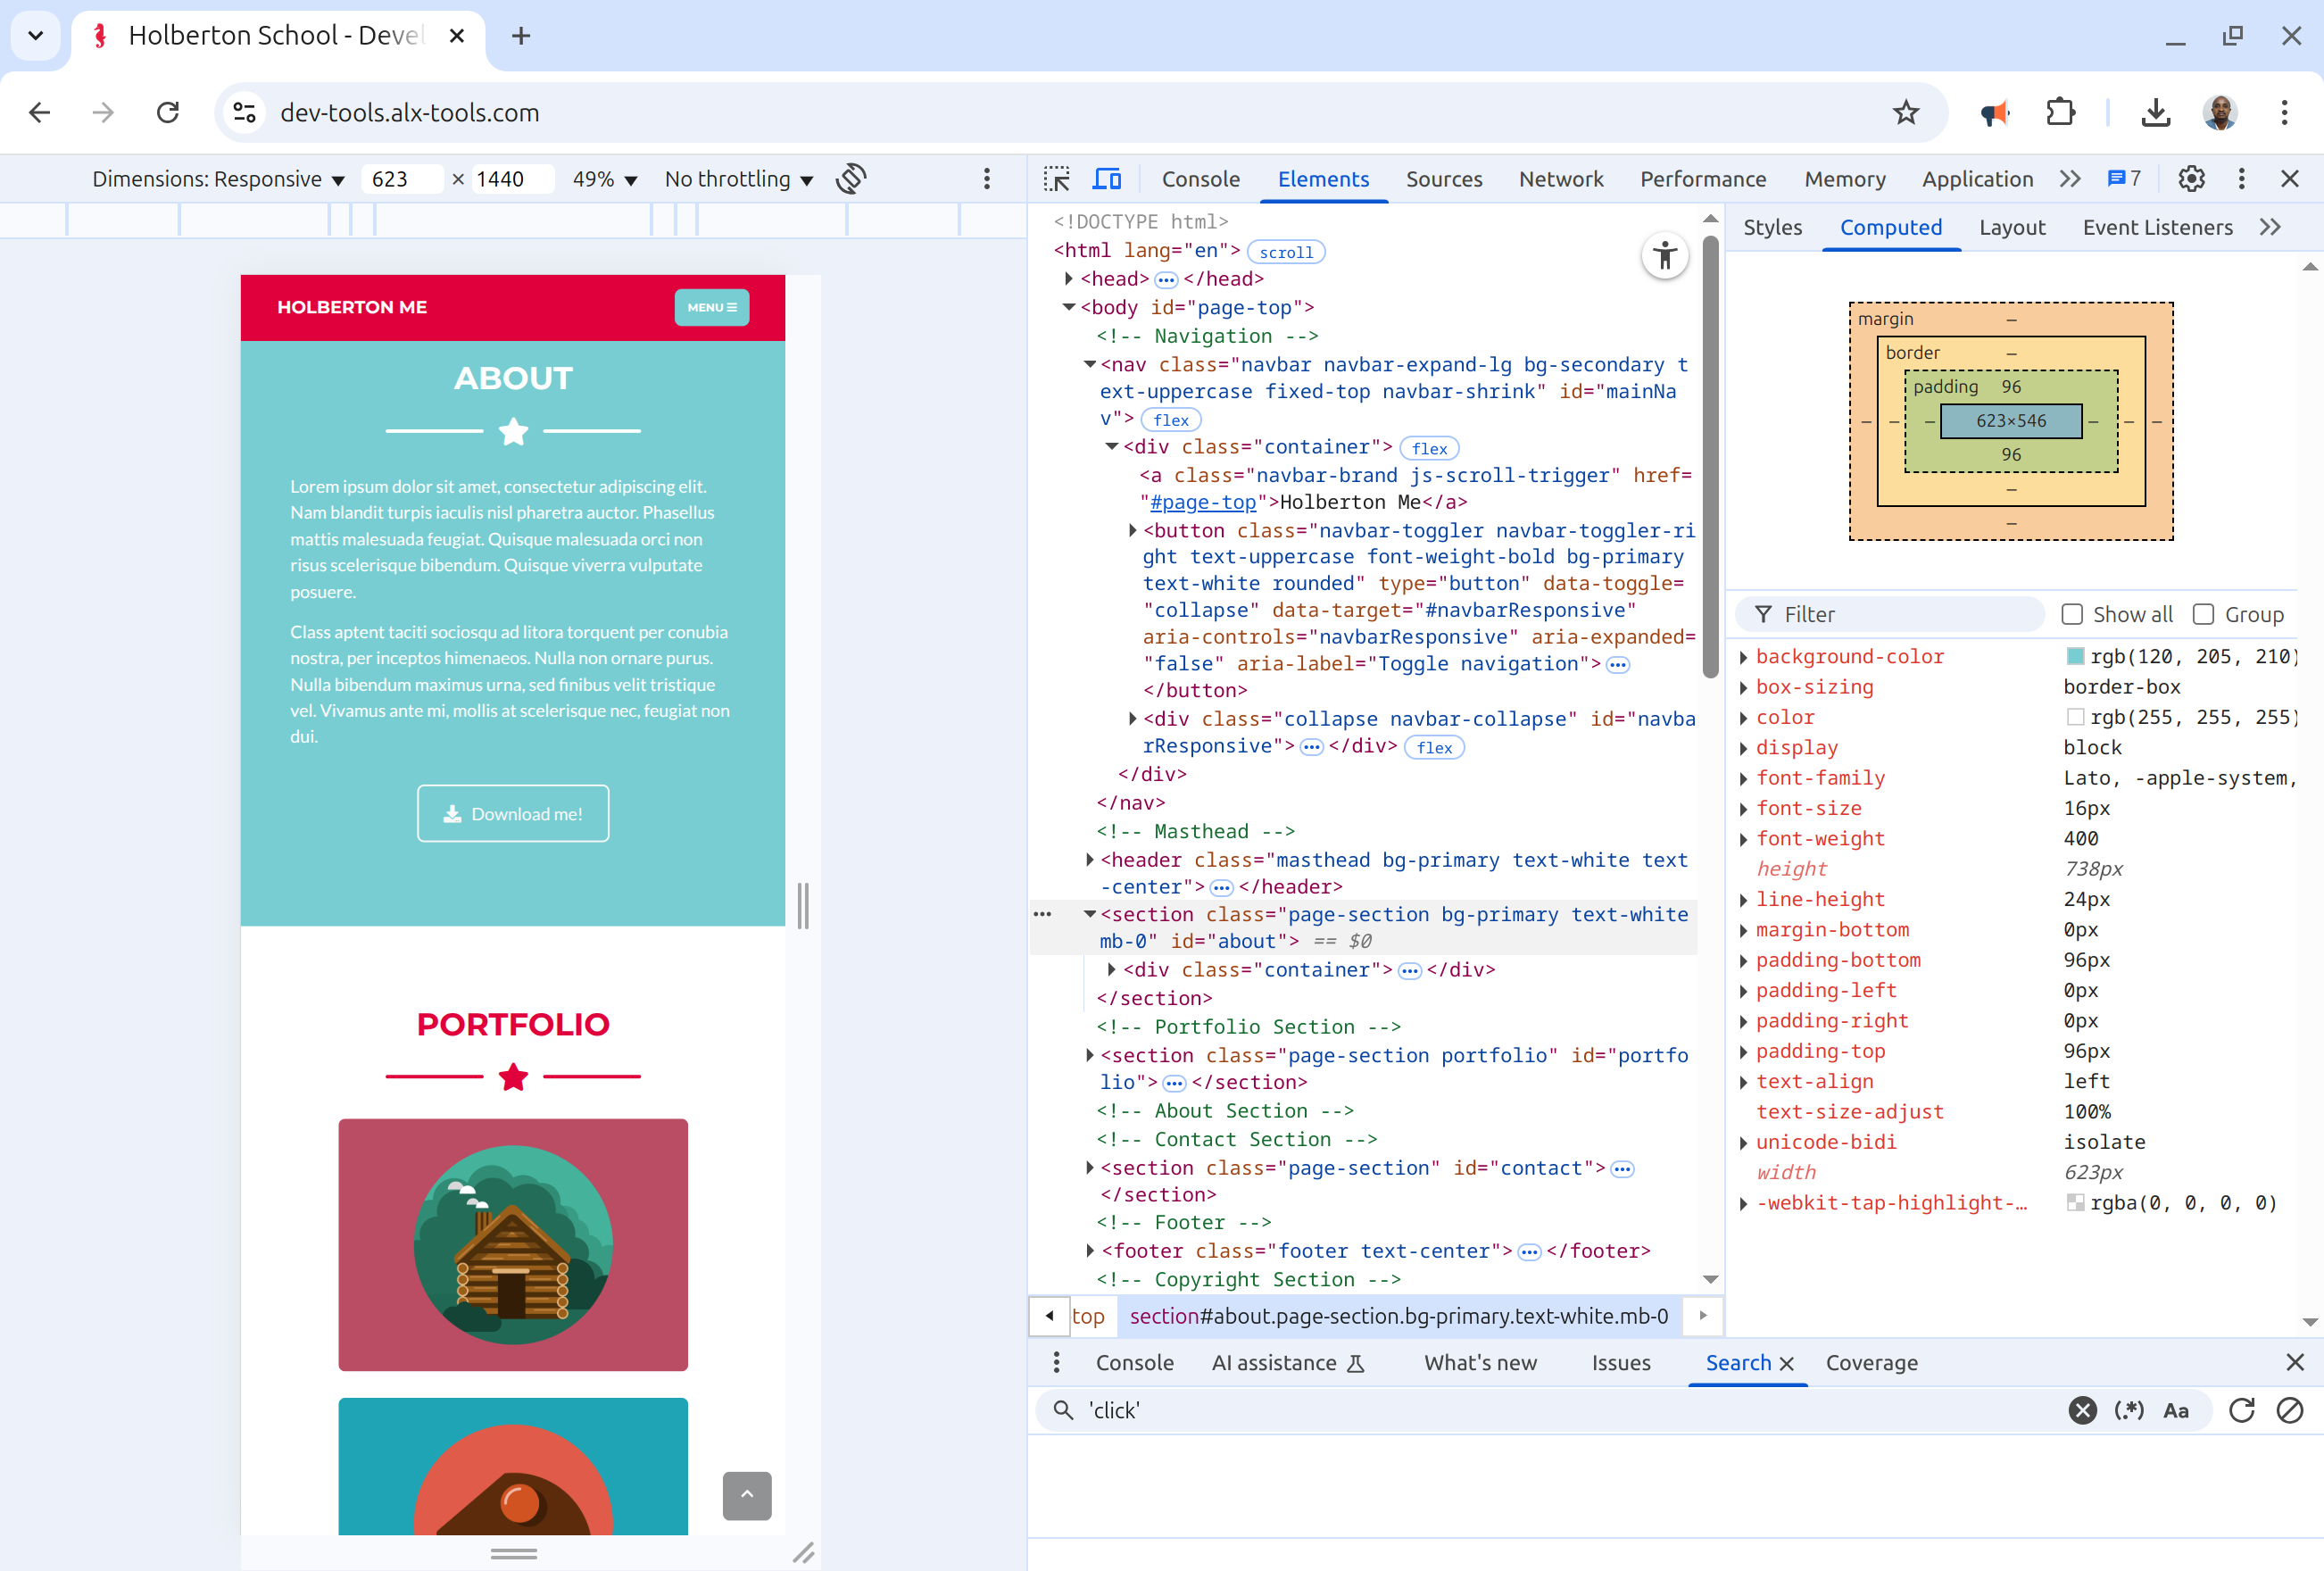 Holberton School - Devel
dev-tools.alx-tools.com
Dimensions: Responsive 623 × 1440 49% No throttling
HOLBERTON ME
MENU
ABOUT
Lorem ipsum dolor sit amet, consectetur adipiscing elit.
Nam blandit turpis iaculis nisl pharetra auctor. Phasellus
mattis malesuada feugiat. Quisque malesuada orci non
risus scelerisque bibendum. Quisque viverra vulputate
posuere.
Class aptent taciti sociosqu ad litora torquent per conubia
nostra, per inceptos himenaeos. Nulla non ornare purus.
Nulla bibendum maximus urna, sed finibus velit tristique
vel. Vivamus ante mi, mollis at scelerisque nec, feugiat non
dui.
Download me!
PORTFOLIO
Console Elements Sources Network Performance Memory Application 7
<!DOCTYPE html>
<html lang="en"> scroll
<head> ••• </head>
<body id="page-top">
<!-- Navigation -->
<nav class="navbar navbar-expand-lg bg-secondary t
ext-uppercase fixed-top navbar-shrink" id="mainNa
v"> flex
<div class="container"> flex
<a class="navbar-brand js-scroll-trigger" href=
"#page-top">Holberton Me</a>
<button class="navbar-toggler navbar-toggler-ri
ght text-uppercase font-weight-bold bg-primary
text-white rounded" type="button" data-toggle=
"collapse" data-target="#navbarResponsive"
aria-controls="navbarResponsive" aria-expanded=
"false" aria-label="Toggle navigation"> •••
</button>
<div class="collapse navbar-collapse" id="navba
rResponsive"> ••• </div> flex
</div>
</nav>
<!-- Masthead -->
<header class="masthead bg-primary text-white text
-center"> ••• </header>
••• <section class="page-section bg-primary text-white
mb-0" id="about"> == $0
<div class="container"> ••• </div>
</section>
<!-- Portfolio Section -->
<section class="page-section portfolio" id="portfo
lio"> ••• </section>
<!-- About Section -->
<!-- Contact Section -->
<section class="page-section" id="contact"> •••
</section>
<!-- Footer -->
<footer class="footer text-center"> ••• </footer>
<!-- Copyright Section -->
top section#about.page-section.bg-primary.text-white.mb-0
Styles Computed Layout Event Listeners
margin –
border –
padding 96
– – – 623×546 – – –
96
–
–
Filter Show all Group
background-color rgb(120, 205, 210)
box-sizing border-box
color rgb(255, 255, 255)
display block
font-family Lato, -apple-system,
font-size 16px
font-weight 400
height 738px
line-height 24px
margin-bottom 0px
padding-bottom 96px
padding-left 0px
padding-right 0px
padding-top 96px
text-align left
text-size-adjust 100%
unicode-bidi isolate
width 623px
-webkit-tap-highlight-… rgba(0, 0, 0, 0)
Console AI assistance What's new Issues Search Coverage
'click' (.*) Aa